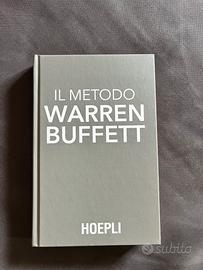 IL METODO
WARREN
BUFFETT
HOEPLI
subito